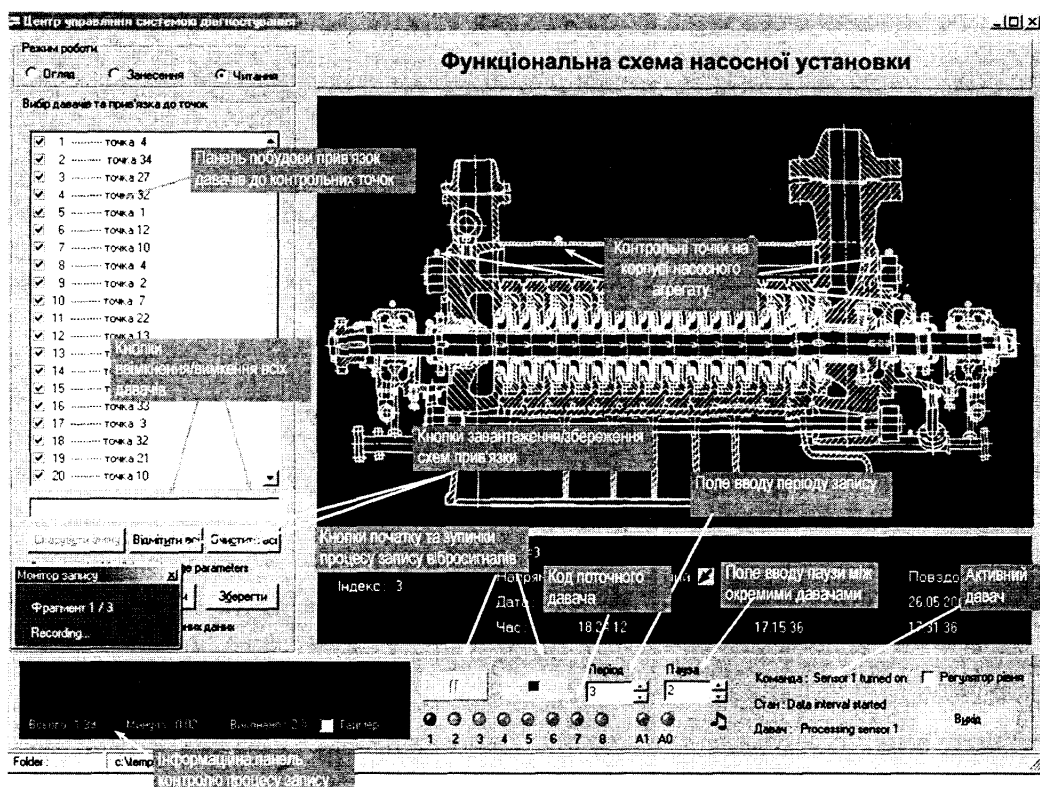 Центр управління системою діагностування
Режим роботи
Огляд Занесення Читання
Функціональна схема насосної установки
Вибір давачів та прив'язка до точок
1 ---------- точка 4
2 ---------- точка 34
3 ---------- точка 27
4 ---------- точка 32
5 ---------- точка 1
6 ---------- точка 12
7 ---------- точка 10
8 ---------- точка 4
9 ---------- точка 2
10 ---------- точка 7
11 ---------- точка 22
12 ---------- точка 13
13
14
15
16 ---------- точка 33
17 ---------- точка 3
18 ---------- точка 32
19 ---------- точка 21
20 ---------- точка 10
Панель побудови прив'язок
давачів до контрольних точок
Контрольні точки на
корпусі насосного
агрегату
Кнопки
ввімкнення/вимкення всіх
давачів
Кнопки завантаження/збереження
схем прив'язки
Поле вводу періоду запису
Відмітити всі Очистити всі
Кнопки початку та зупинки
процесу запису вібросигналів
Код поточного
давача
Поле вводу паузи між
окремими давачами
Активний
давач
parameters
Зберегти
Монітор запису
Фрагмент 1 / 3
Recording...
Індекс: 3
Дата
26.05
Час: 18 12 17:15:36 17:31:36
Період
3
Пауза
2
1 2 3 4 5 6 7 8 A1 A0
Команда: Sensor 1 turned on
Стан: Data interval started
Давач: Processing sensor 1
Регулятор рівня
Вихід
Folder: c:\temp
Інформаційна панель
контролю процесу запису